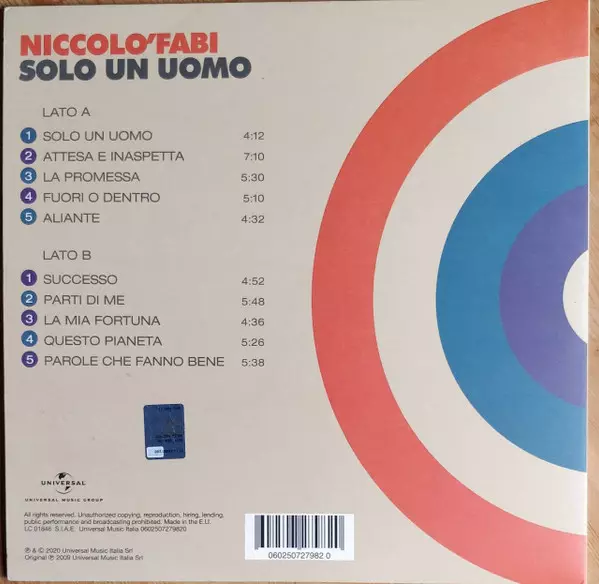 NICCOLO'FABI
SOLO UN UOMO
LATO A
1 SOLO UN UOMO 4:12
2 ATTESA E INASPETTA 7:10
3 LA PROMESSA 5:30
4 FUORI O DENTRO 5:10
5 ALIANTE 4:32
LATO B
1 SUCCESSO 4:52
2 PARTI DI ME 5:48
3 LA MIA FORTUNA 4:36
4 QUESTO PIANETA 5:26
5 PAROLE CHE FANNO BENE 5:38
UNIVERSAL
UNIVERSAL MUSIC GROUP
All rights reserved. Unauthorized copying, reproduction, hiring, lending,
public performance and broadcasting prohibited. Made in the E.U.
LC 01846 S.I.A.E. Universal Music Italia 0602507279820
℗ & © 2020 Universal Music Italia Srl
Original ℗ 2009 Universal Music Italia Srl
060250727982 0